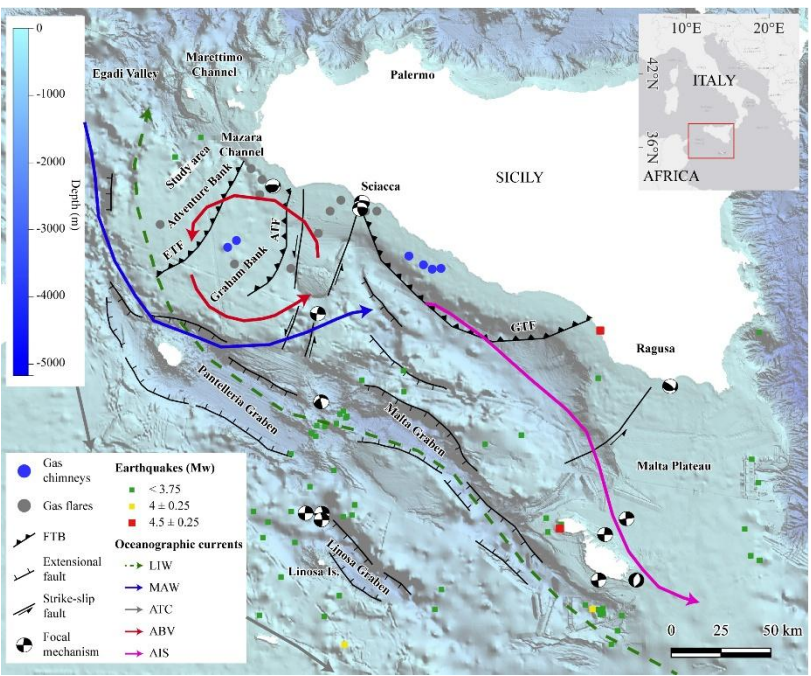 0
-1000
-2000
-3000
-4000
-5000
Depth (m)
Egadi Valley
Marettimo
Channel
Palermo
Mazara
Channel
Study area
Adventure Bank
Sciacca
SICILY
ETF
ATF
Graham Bank
GTF
Ragusa
Pantelleria Graben
Malta Graben
Malta Plateau
Linosa Graben
Linosa Is.
10°E
20°E
42°N
36°N
ITALY
AFRICA
Gas
chimneys
Gas flares
FTB
Extensional
fault
Strike-slip
fault
Focal
mechanism
Earthquakes (Mw)
< 3.75
4 ± 0.25
4.5 ± 0.25
Oceanographic currents
LIW
MAW
ATC
ABV
AIS
0 25 50 km